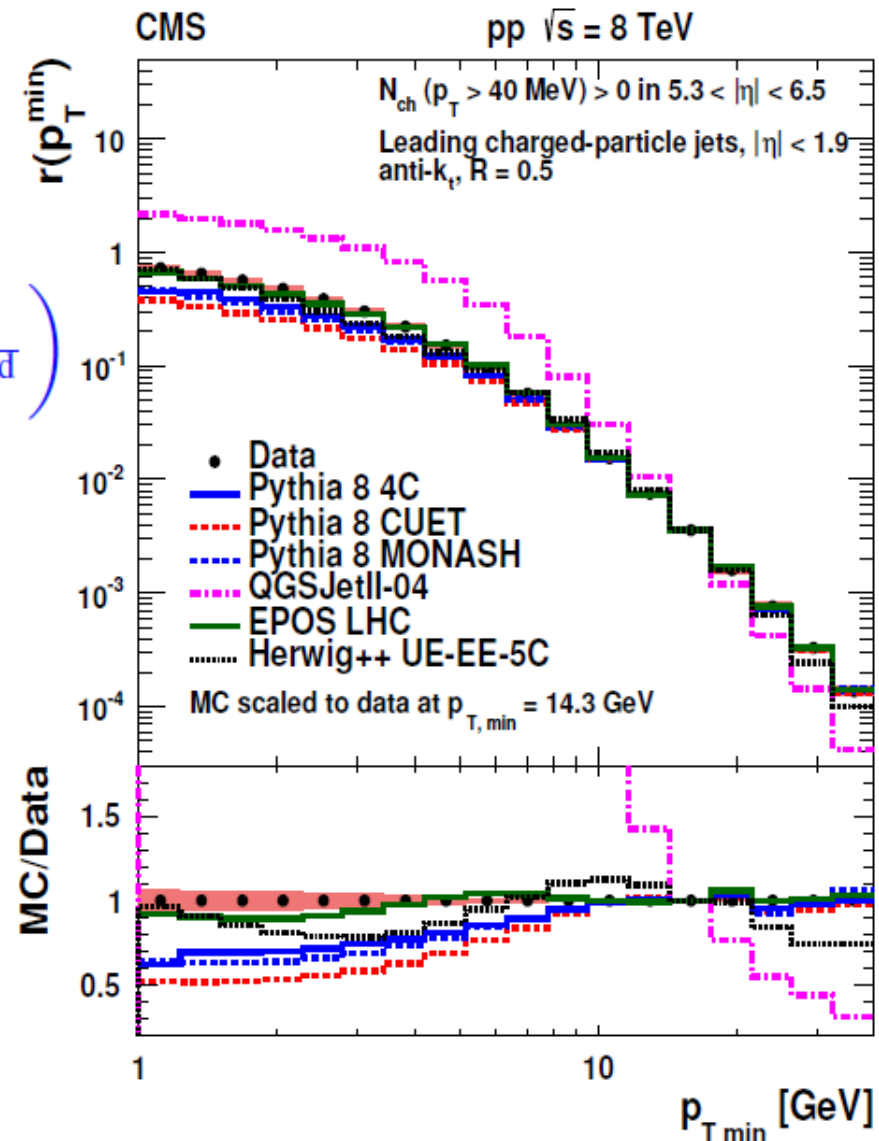 CMS pp √s = 8 TeV
r(p_T^min)
N_ch (p_T > 40 MeV) > 0 in 5.3 < |η| < 6.5
Leading charged-particle jets, |η| < 1.9
anti-k_t, R = 0.5
10
1
10^-1
10^-2
10^-3
10^-4
d )
Data
Pythia 8 4C
Pythia 8 CUET
Pythia 8 MONASH
QGSJetII-04
EPOS LHC
Herwig++ UE-EE-5C
MC scaled to data at p_T, min = 14.3 GeV
MC/Data
1.5
1
0.5
1 10
p_T min [GeV]